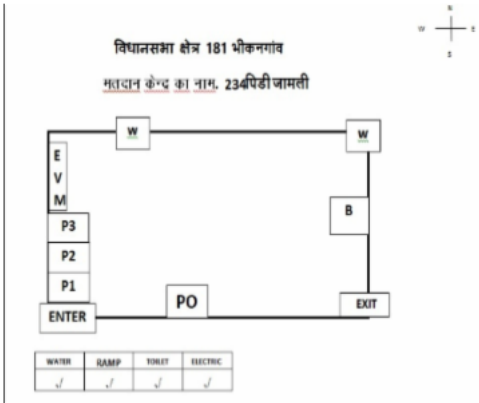 N
W E
S
विधानसभा क्षेत्र 181 भीकनगांव
मतदान केन्द का नाम. 234पिडी जामली
W W
E
V
M
B
P3
P2
P1
PO
ENTER
EXIT
WATER RAMP TOILET ELECTRIC
√ √ √ √